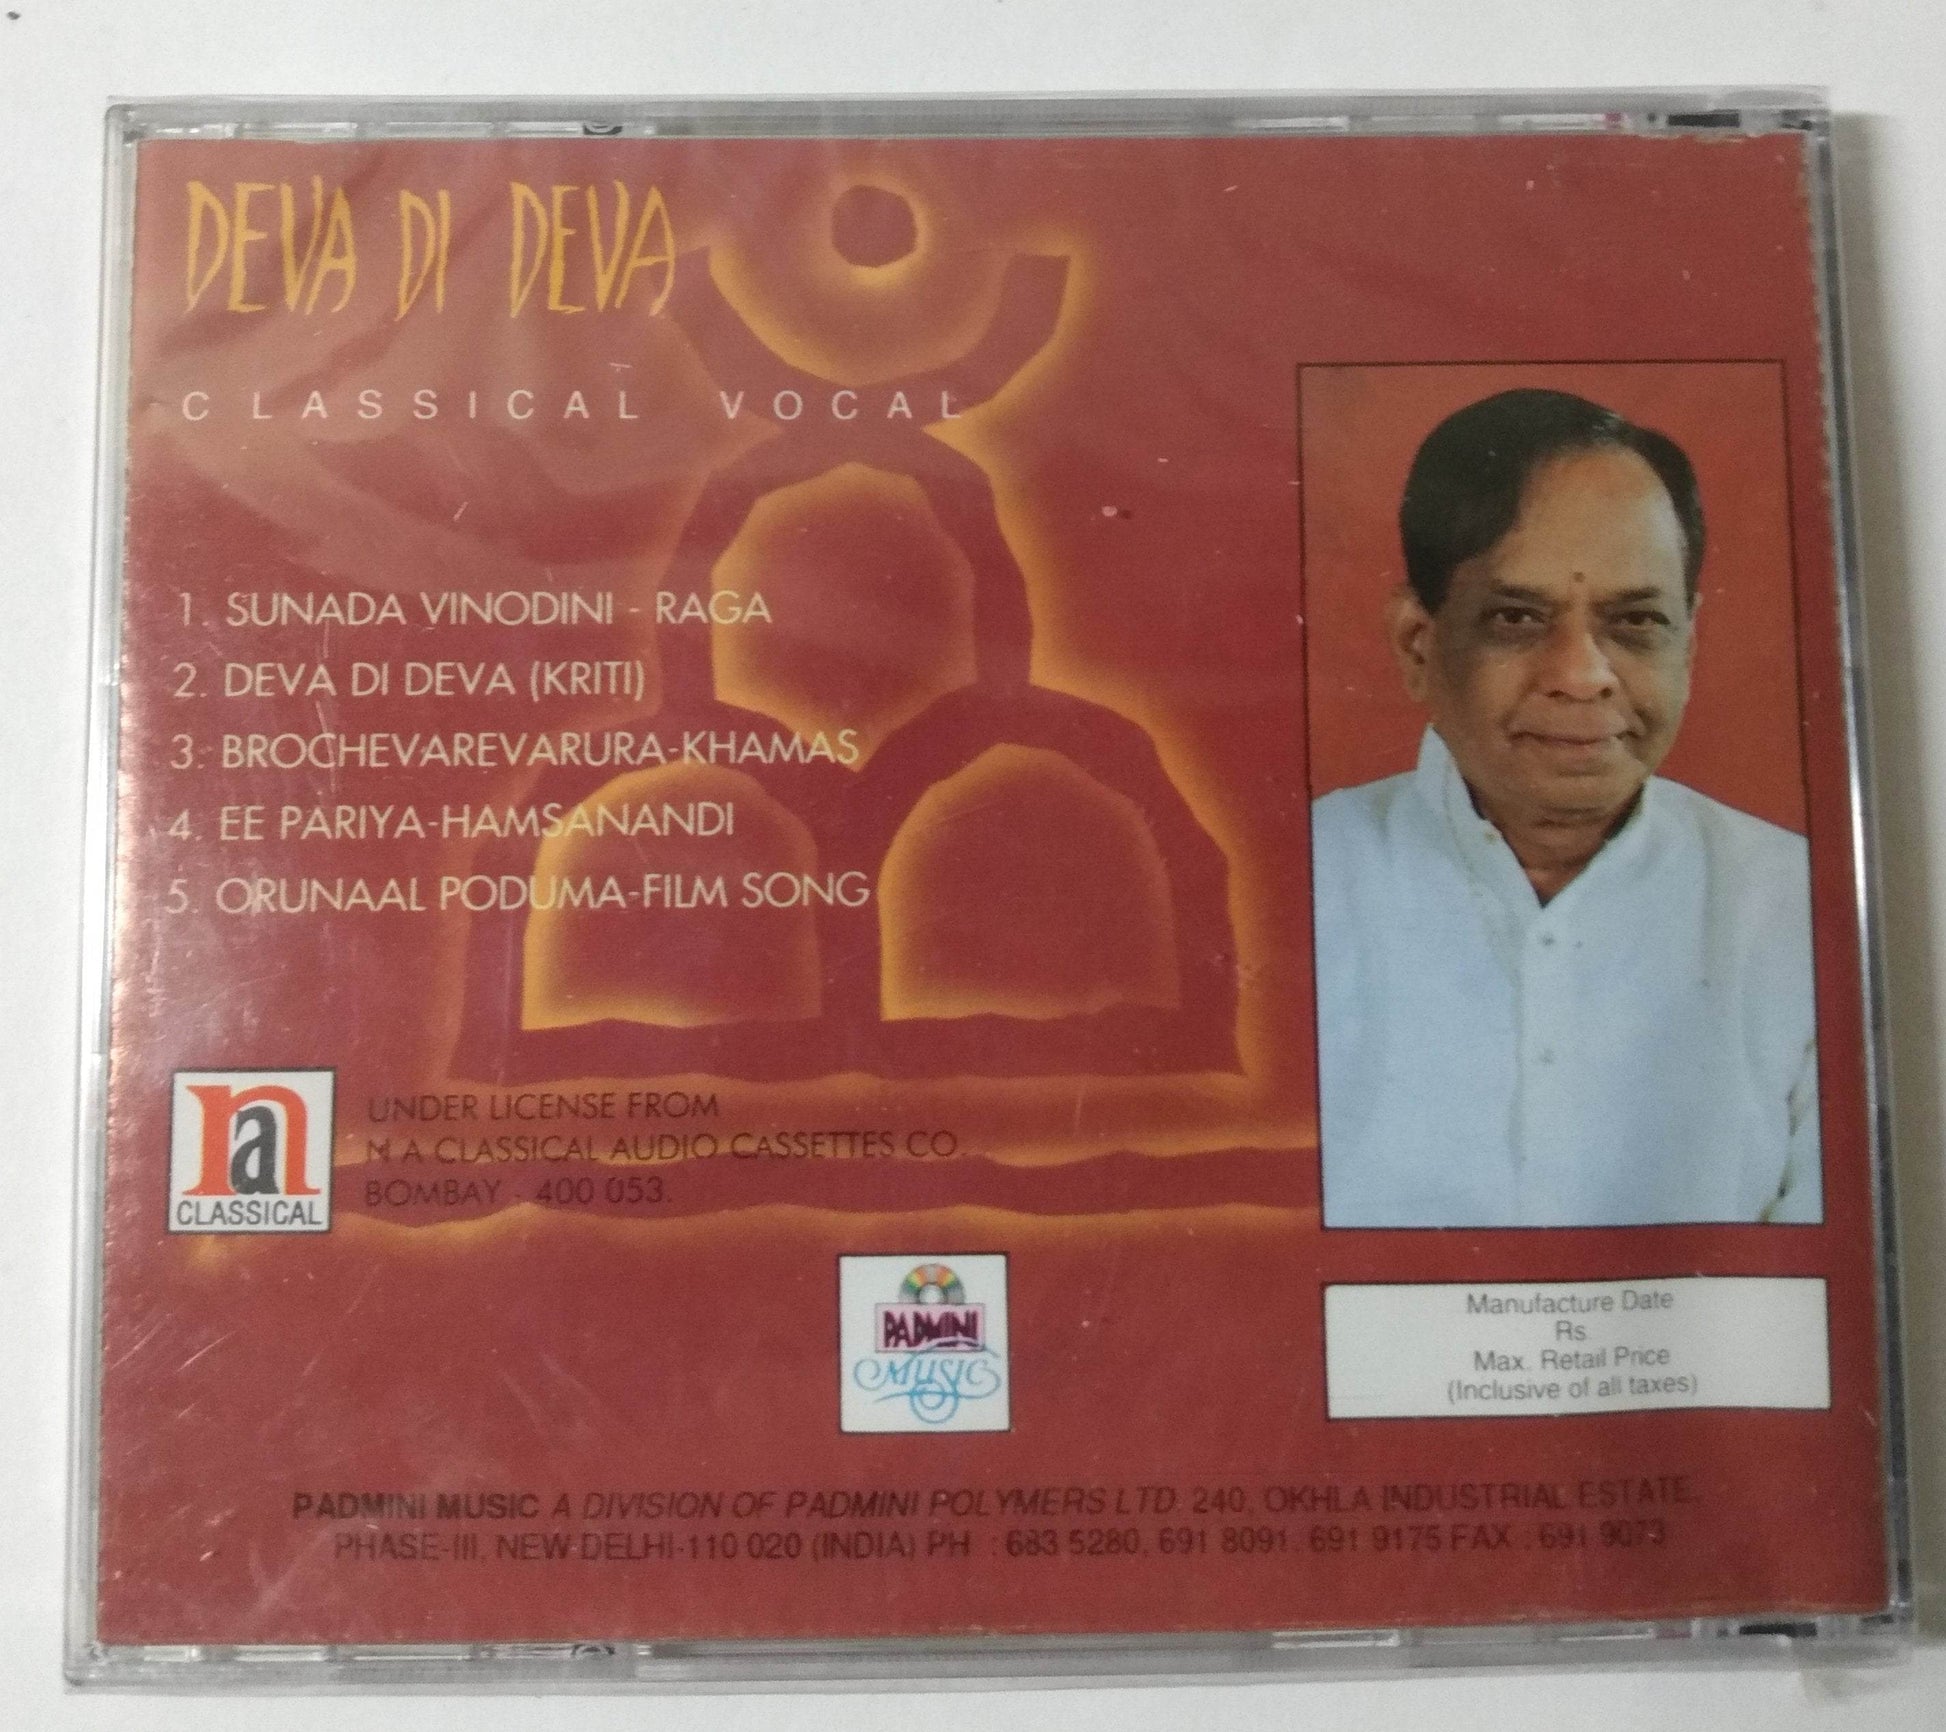 DEVA DI DEVA
CLASSICAL VOCAL
1. SUNADA VINODINI - RAGA
2. DEVA DI DEVA (KRITI)
3. BROCHEVAREVARURA-KHAMAS
4. EE PARIYA-HAMSANANDI
5. ORUNAAL PODUMA-FILM SONG
na
CLASSICAL
UNDER LICENSE FROM
M A CLASSICAL AUDIO CASSETTES CO.
BOMBAY - 400 053.
PADMINI
MUSIC
Manufacture Date
Rs
Max. Retail Price
(Inclusive of all taxes)
PADMINI MUSIC A DIVISION OF PADMINI POLYMERS LTD. 240, OKHLA INDUSTRIAL ESTATE,
PHASE-III, NEW DELHI-110 020 (INDIA) PH : 683 5280, 691 8091, 691 9175 FAX : 691 9073